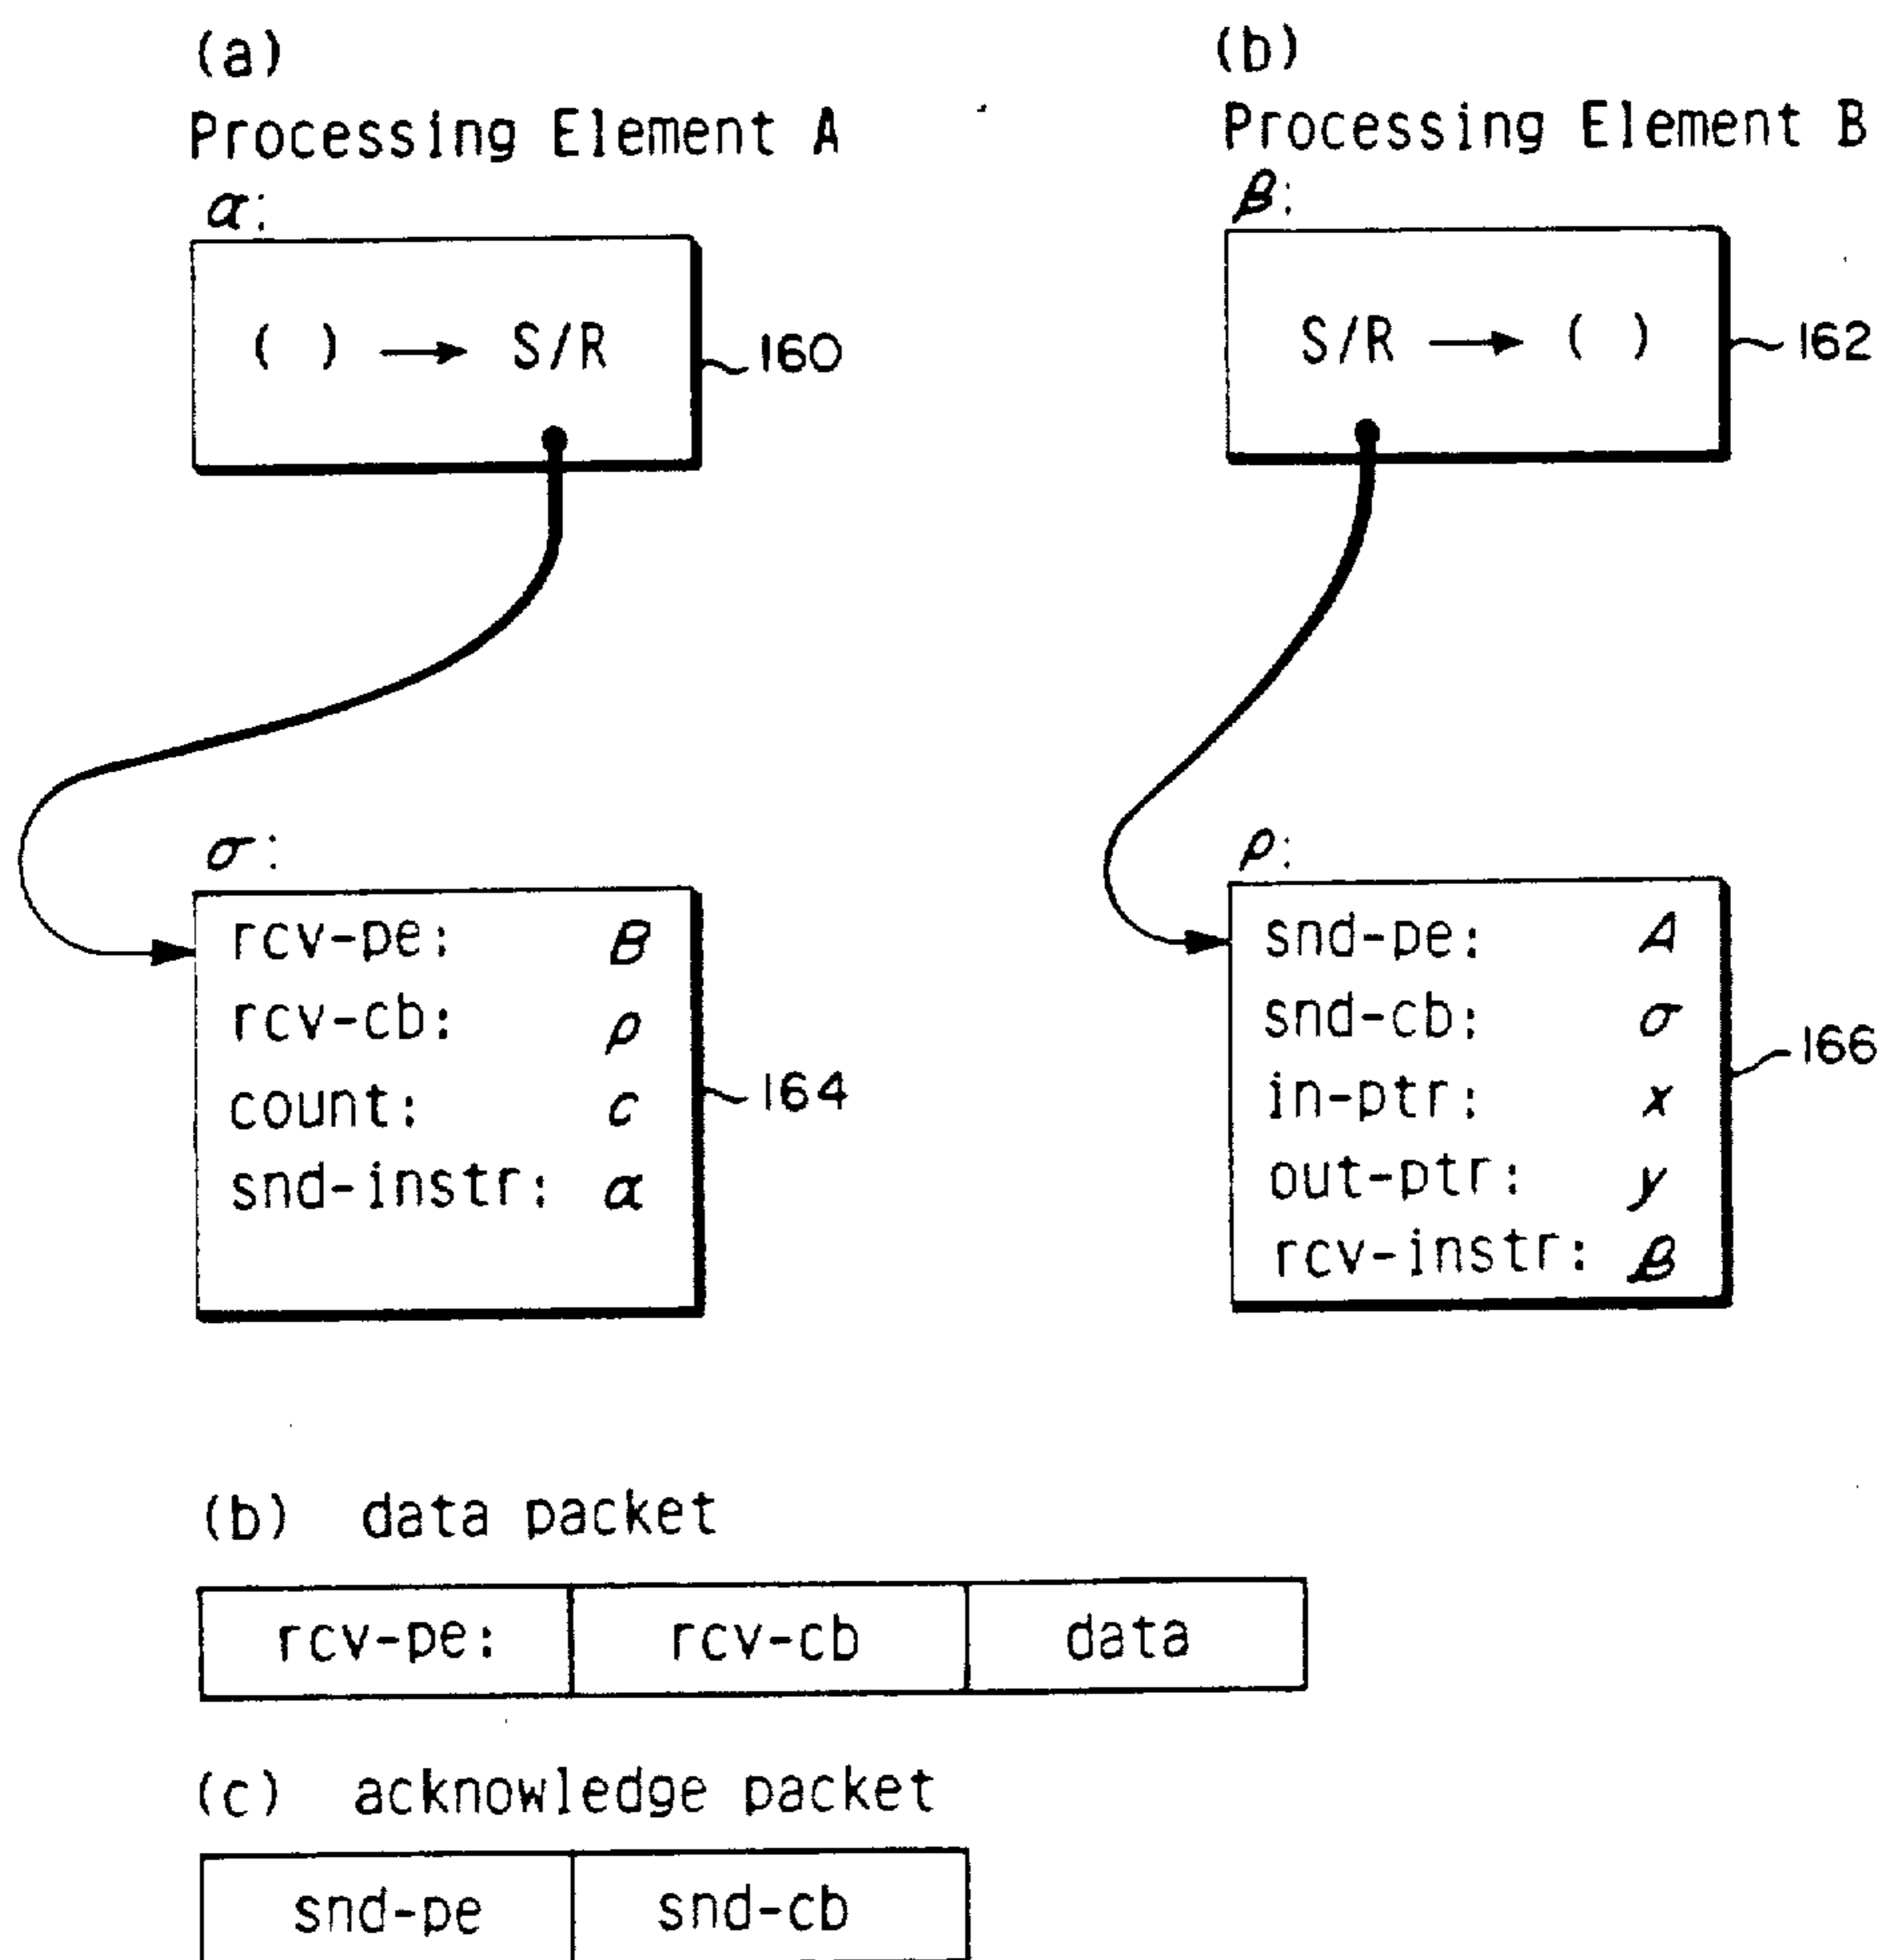 (a)
Processing Element A
α:
( ) → S/R
160
σ:
rcv-pe: B
rcv-cb: ρ
count: c
snd-instr: α
164
(b)
Processing Element B
β:
S/R → ( )
162
ρ:
snd-pe: A
snd-cb: σ
in-ptr: x
out-ptr: y
rcv-instr: β
166
(b) data packet
rcv-pe: rcv-cb data
(c) acknowledge packet
snd-pe snd-cb